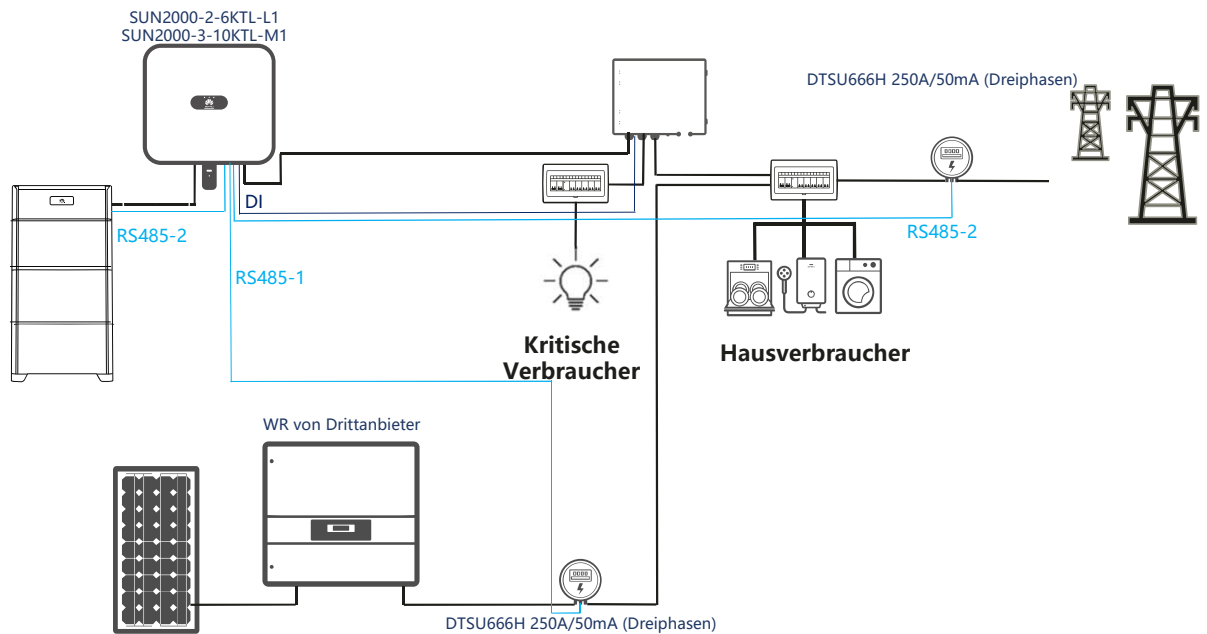 SUN2000-2-6KTL-L1
SUN2000-3-10KTL-M1
DTSU666H 250A/50mA (Dreiphasen)
DI
RS485-2
RS485-2
RS485-1
Kritische
Verbraucher
Hausverbraucher
WR von Drittanbieter
DTSU666H 250A/50mA (Dreiphasen)